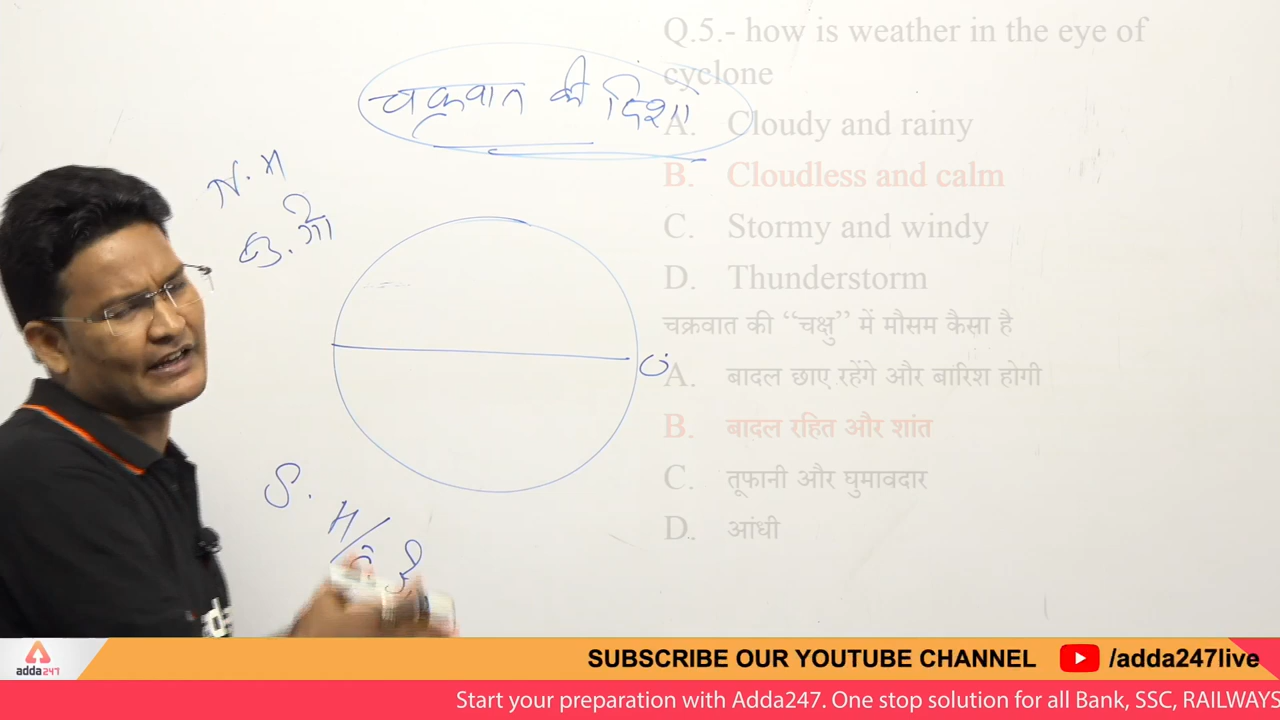 Q.5.- how is weather in the eye of
cyclone
A. Cloudy and rainy
B. Cloudless and calm
C. Stormy and windy
D. Thunderstorm
चक्रवात की “चक्षु” में मौसम कैसा है
A. बादल छाए रहेंगे और बारिश होगी
B. बादल रहित और शांत
C. तूफानी और घुमावदार
D. आंधी
चक्रवात की दिशा
N.H
उ.गो
0
S.H/
adda247
SUBSCRIBE OUR YOUTUBE CHANNEL /adda247live
Start your preparation with Adda247. One stop solution for all Bank, SSC, RAILWAYS